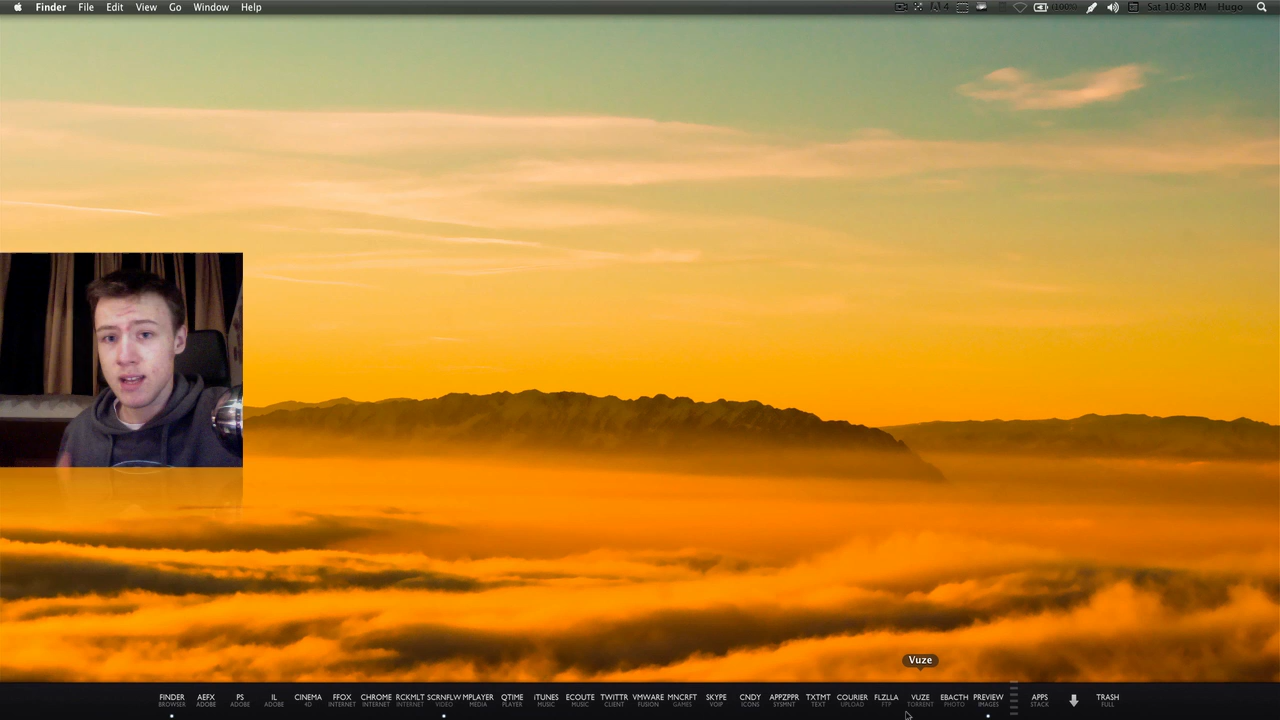 Finder File Edit View Go Window Help 4 (100%) Sat 10:38 PM Hugo
Vuze
FINDER AEFX PS IL CINEMA FFOX CHROME RCKMLT SCRNFLW MPLAYER QTIME iTUNES ECOUTE TWITTR VMWARE MNCRFT SKYPE CNDY APPZPPR TXTMT COURIER FLZLLA VUZE EBACTH PREVIEW APPS TRASH
BROWSER ADOBE ADOBE ADOBE 4D INTERNET INTERNET INTERNET VIDEO MEDIA PLAYER MUSIC MUSIC CLIENT FUSION GAMES VOIP ICONS SYSMNT TEXT UPLOAD FTP TORRENT PHOTO IMAGES STACK FULL